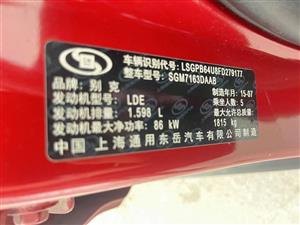 车辆识别代号: LSGPB64U8FD279177
整车型号: SGM7163DAAB
品牌: 别克
发动机型号: LDE
制造年月: 15-07
发动机排量: 1.598 L
乘坐人数: 5
发动机最大净功率: 86 kW
最大允许总质量: 1815 kg
中国 上海通用东岳汽车有限公司制造